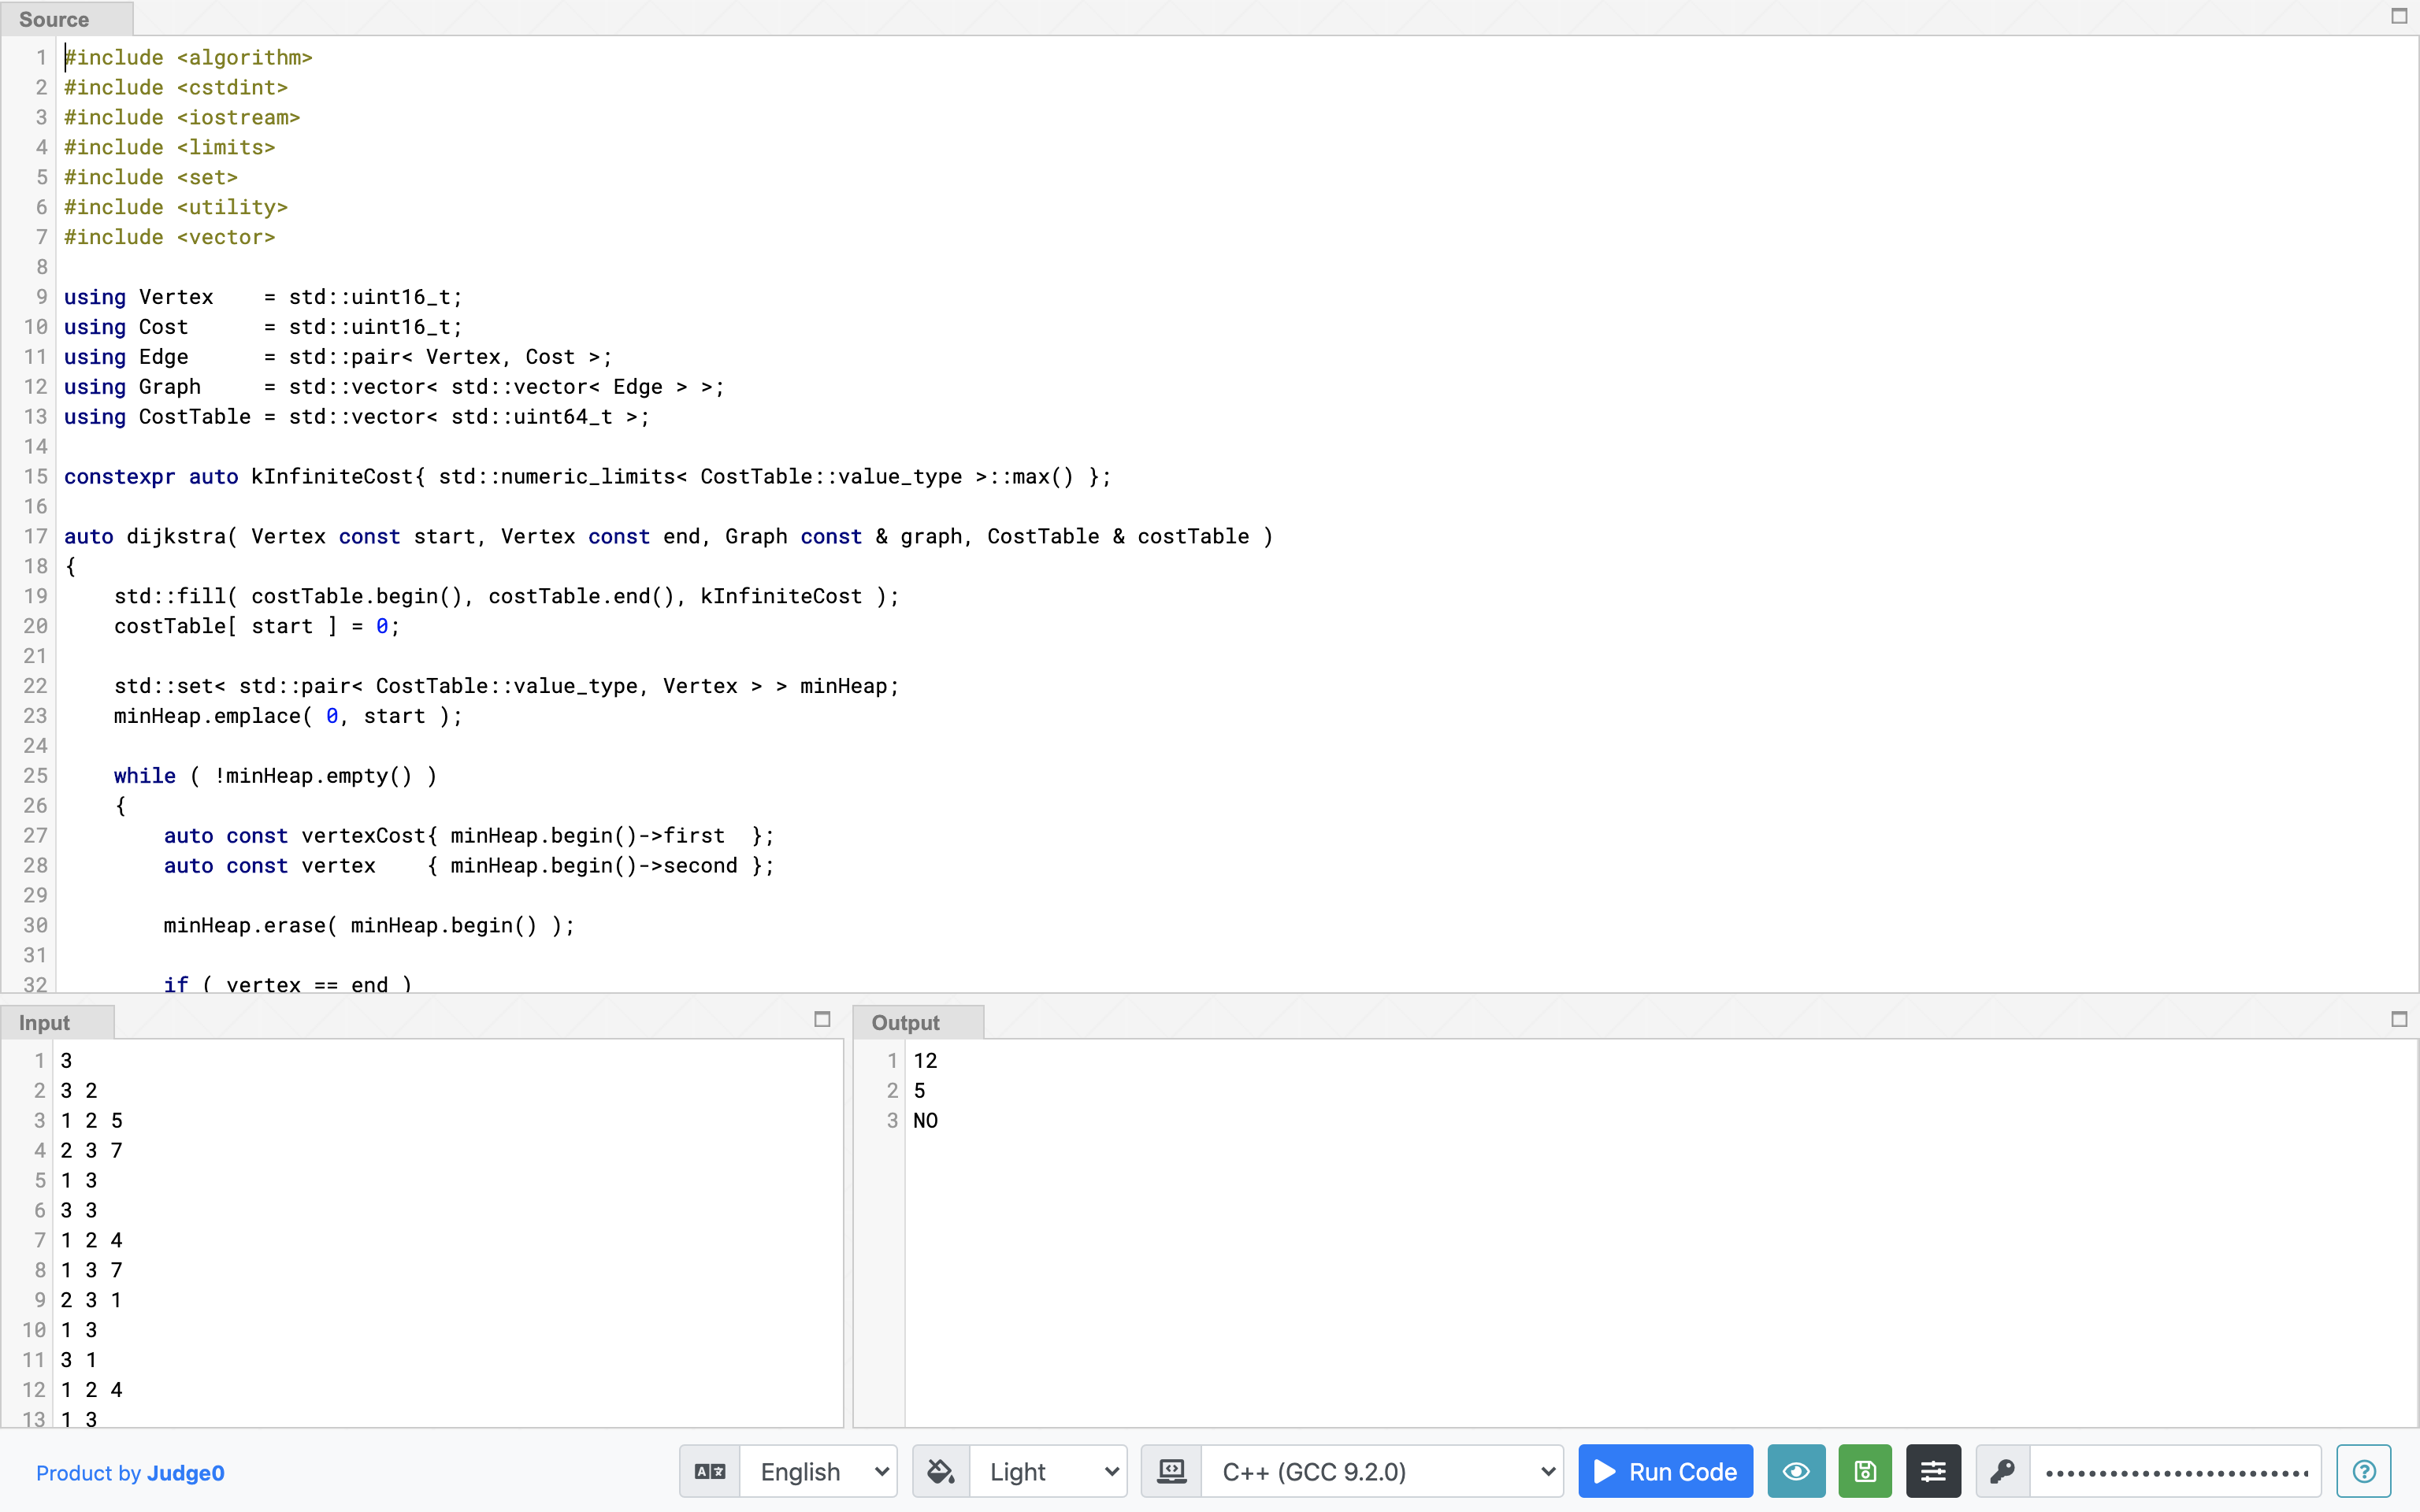 Source
1 #include <algorithm>
2 #include <cstdint>
3 #include <iostream>
4 #include <limits>
5 #include <set>
6 #include <utility>
7 #include <vector>
8
9 using Vertex    = std::uint16_t;
10 using Cost      = std::uint16_t;
11 using Edge      = std::pair< Vertex, Cost >;
12 using Graph     = std::vector< std::vector< Edge > >;
13 using CostTable = std::vector< std::uint64_t >;
14
15 constexpr auto kInfiniteCost{ std::numeric_limits< CostTable::value_type >::max() };
16
17 auto dijkstra( Vertex const start, Vertex const end, Graph const & graph, CostTable & costTable )
18 {
19     std::fill( costTable.begin(), costTable.end(), kInfiniteCost );
20     costTable[ start ] = 0;
21
22     std::set< std::pair< CostTable::value_type, Vertex > > minHeap;
23     minHeap.emplace( 0, start );
24
25     while ( !minHeap.empty() )
26     {
27         auto const vertexCost{ minHeap.begin()->first  };
28         auto const vertex    { minHeap.begin()->second };
29
30         minHeap.erase( minHeap.begin() );
31
32         if ( vertex == end )
Input
1 3
2 3 2
3 1 2 5
4 2 3 7
5 1 3
6 3 3
7 1 2 4
8 1 3 7
9 2 3 1
10 1 3
11 3 1
12 1 2 4
13 1 3
Output
1 12
2 5
3 NO
Product by Judge0
English
Light
C++ (GCC 9.2.0)
Run Code